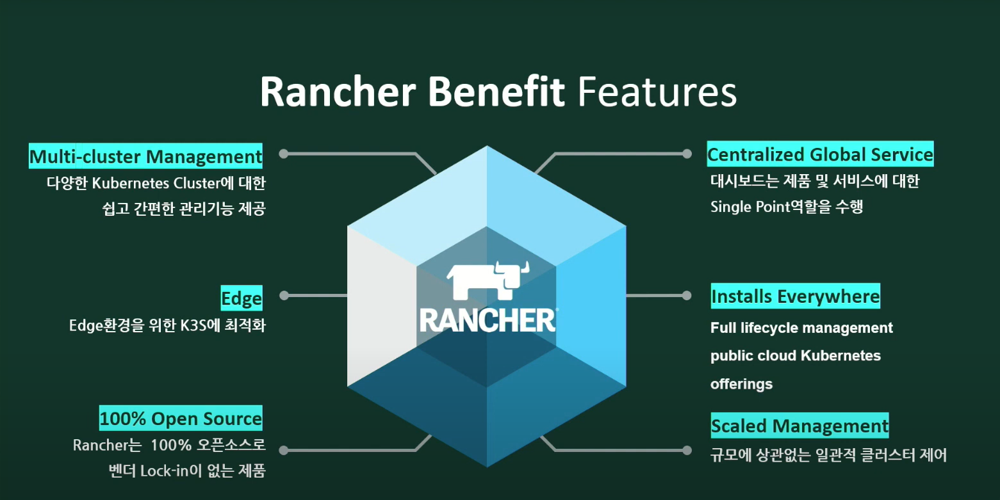 Rancher Benefit Features
Multi-cluster Management
다양한 Kubernetes Cluster에 대한
쉽고 간편한 관리기능 제공
Edge
Edge환경을 위한 K3S에 최적화
100% Open Source
Rancher는 100% 오픈소스로
벤더 Lock-in이 없는 제품
RANCHER®
Centralized Global Service
대시보드는 제품 및 서비스에 대한
Single Point역할을 수행
Installs Everywhere
Full lifecycle management
public cloud Kubernetes
offerings
Scaled Management
규모에 상관없는 일관적 클러스터 제어